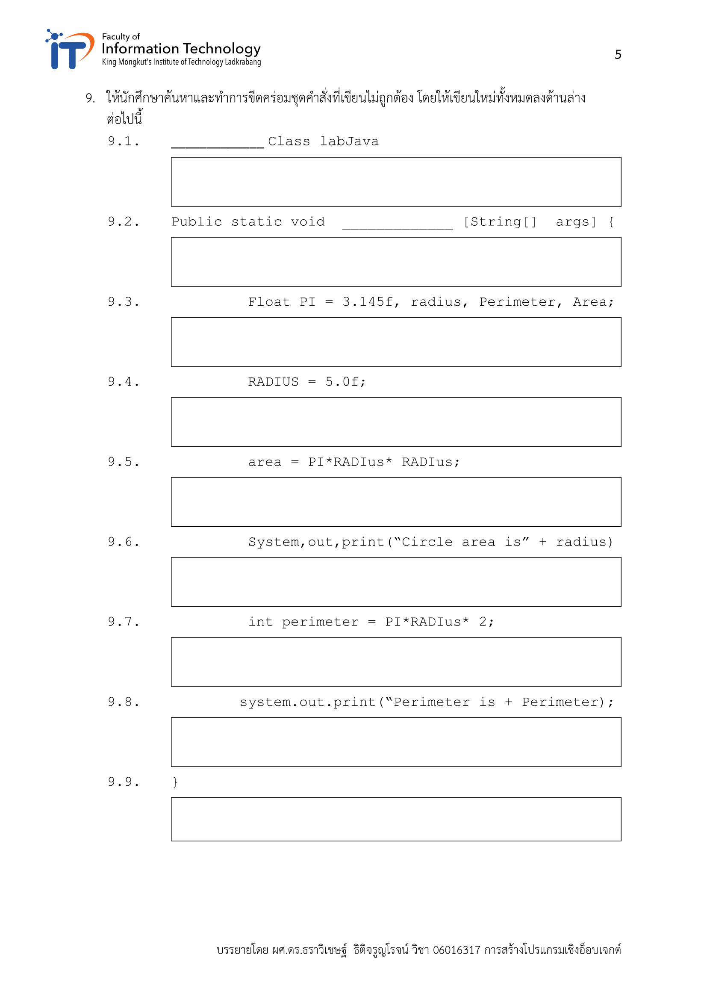 Faculty of
Information Technology
King Mongkut's Institute of Technology Ladkrabang
5
9. ให้นักศึกษาค้นหาและทำการขีดคร่อมชุดคำสั่งที่เขียนไม่ถูกต้อง โดยให้เขียนใหม่ทั้งหมดลงด้านล่าง
ต่อไปนี้
9.1. ___________ Class labJava
9.2. Public static void _____________ [String[] args] {
9.3. Float PI = 3.145f, radius, Perimeter, Area;
9.4. RADIUS = 5.0f;
9.5. area = PI*RADIus* RADIus;
9.6. System,out,print(“Circle area is” + radius)
9.7. int perimeter = PI*RADIus* 2;
9.8. system.out.print(“Perimeter is + Perimeter);
9.9. }
บรรยายโดย ผศ.ดร.ธราวิเชษฐ์ ธิติจรูญโรจน์ วิชา 06016317 การสร้างโปรแกรมเชิงอ็อบเจกต์